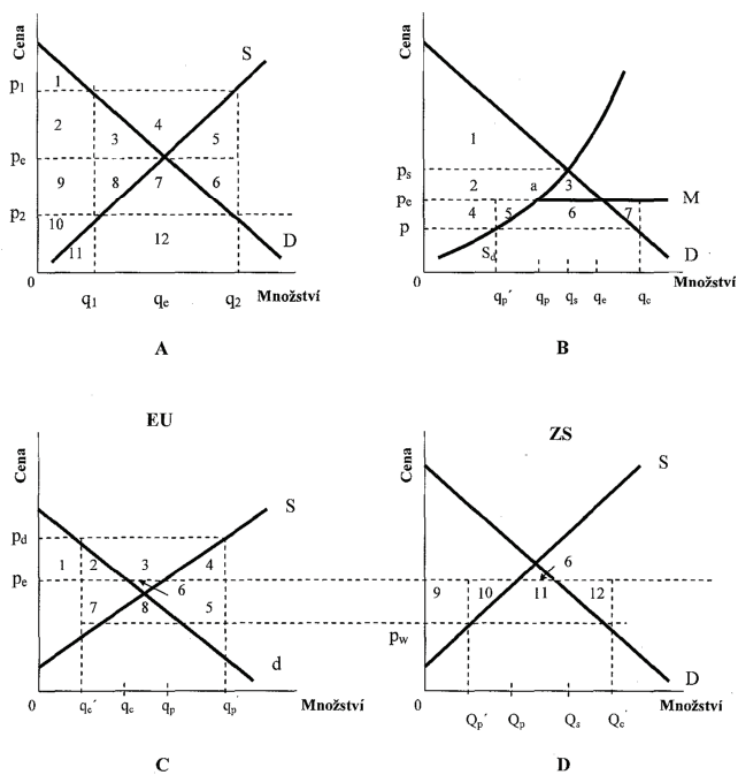 Cena
p1
pe
p2
0
1
2
3
4
5
9
8
7
6
10
11
12
S
D
q1
qe
q2
Množství
A
Cena
ps
pe
p
0
1
2
a
3
4
5
6
7
M
D
Sd
qp´
qp
qs
qe
qc
Množství
B
EU
Cena
pd
pe
0
1
2
3
4
6
7
8
5
S
d
qc´
qc
qp
qp´
Množství
C
ZS
Cena
pw
0
6
9
10
11
12
S
D
Qp´
Qp
Qs
Qc´
Množství
D